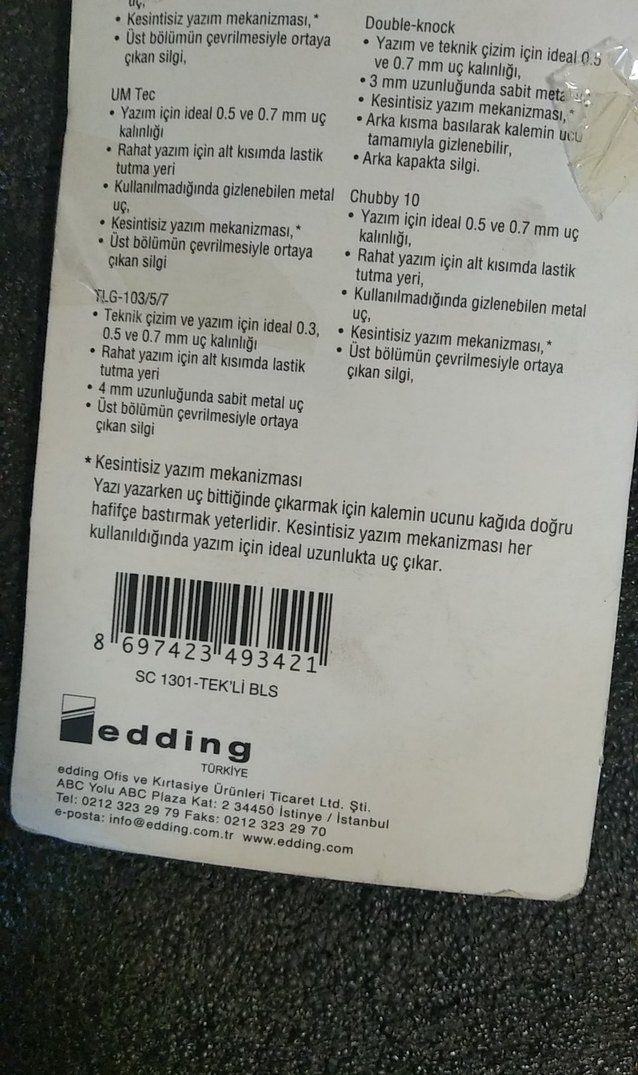 uç,
• Kesintisiz yazım mekanizması,*
• Üst bölümün çevrilmesiyle ortaya
çıkan silgi,
UM Tec
• Yazım için ideal 0.5 ve 0.7 mm uç
kalınlığı
• Rahat yazım için alt kısımda lastik
tutma yeri
• Kullanılmadığında gizlenebilen metal
uç,
• Kesintisiz yazım mekanizması,*
• Üst bölümün çevrilmesiyle ortaya
çıkan silgi
TLG-103/5/7
• Teknik çizim ve yazım için ideal 0.3,
0.5 ve 0.7 mm uç kalınlığı
• Rahat yazım için alt kısımda lastik
tutma yeri
• 4 mm uzunluğunda sabit metal uç
• Üst bölümün çevrilmesiyle ortaya
çıkan silgi
Double-knock
• Yazım ve teknik çizim için ideal 0.5
ve 0.7 mm uç kalınlığı,
• 3 mm uzunluğunda sabit metal uç,
• Kesintisiz yazım mekanizması,*
• Arka kısma basılarak kalemin ucu
tamamıyla gizlenebilir,
• Arka kapakta silgi.
Chubby 10
• Yazım için ideal 0.5 ve 0.7 mm uç
kalınlığı,
• Rahat yazım için alt kısımda lastik
tutma yeri,
• Kullanılmadığında gizlenebilen metal
uç,
• Kesintisiz yazım mekanizması,*
• Üst bölümün çevrilmesiyle ortaya
çıkan silgi,
* Kesintisiz yazım mekanizması
Yazı yazarken uç bittiğinde çıkarmak için kalemin ucunu kağıda doğru
hafifçe bastırmak yeterlidir. Kesintisiz yazım mekanizması her
kullanıldığında yazım için ideal uzunlukta uç çıkar.
8 697423 493421
SC 1301-TEK'Lİ BLS
edding
TÜRKİYE
edding Ofis ve Kırtasiye Ürünleri Ticaret Ltd. Şti.
ABC Yolu ABC Plaza Kat: 2 34450 İstinye / İstanbul
Tel: 0212 323 29 79 Faks: 0212 323 29 70
e-posta: info@edding.com.tr www.edding.com